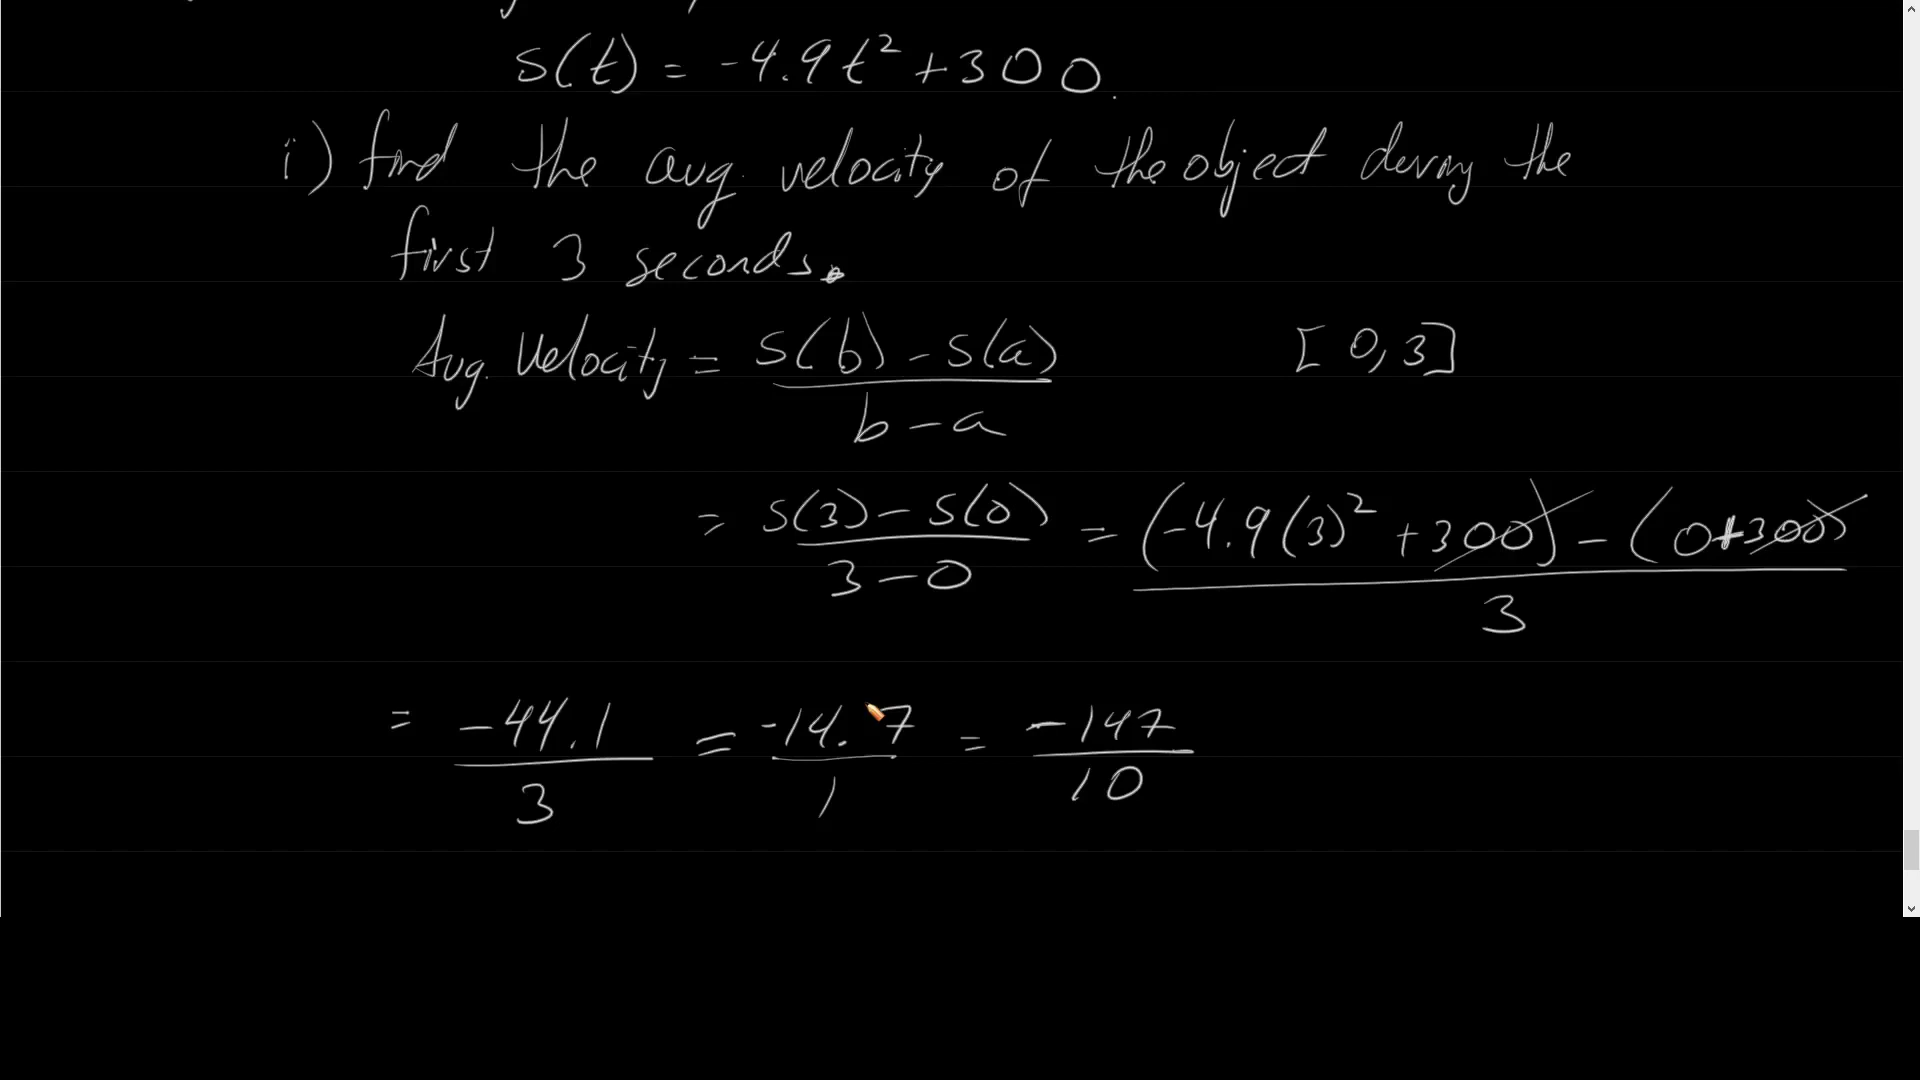 s(t) = -4.9t² + 300.
i) find the avg. velocity of the object during the
first 3 seconds.
Avg. Velocity = (s(b) - s(a)) / (b - a) [0, 3]
= (s(3) - s(0)) / (3 - 0) = ((-4.9(3)² + 300) - (0 + 300)) / 3
= -44.1 / 3 = -14.7 / 1 = -147 / 10